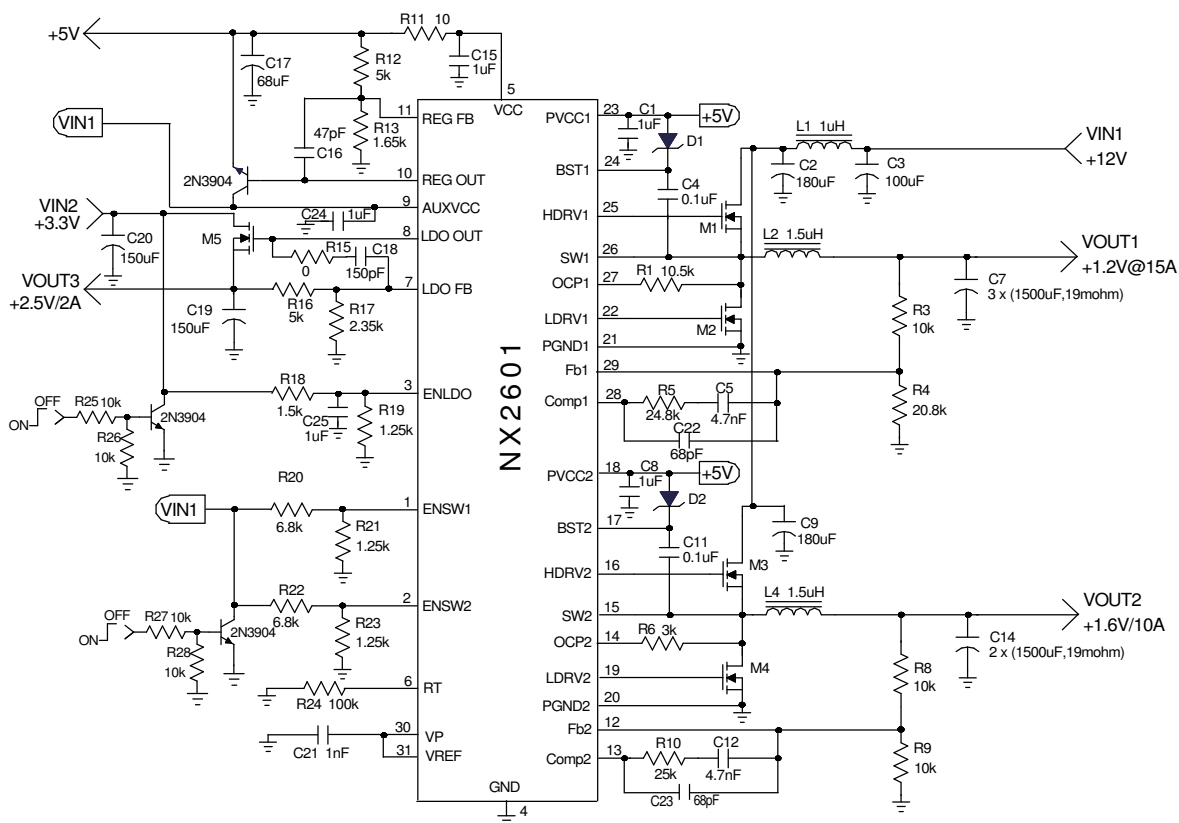 +5V
R11 10
C17
68uF
R12
5k
C15
1uF
5
VCC
VIN1
47pF
C16
R13
1.65k
11
REG FB
2N3904
10
REG OUT
VIN2
+3.3V
9
AUXVCC
C24
1uF
C20
150uF
M5
8
LDO OUT
R15
0
C18
150pF
VOUT3
+2.5V/2A
7
LDO FB
C19
150uF
R16
5k
R17
2.35k
3
ENLDO
R18
1.5k
C25
1uF
R19
1.25k
OFF
ON
R25 10k
R26
10k
2N3904
VIN1
R20
6.8k
1
ENSW1
R21
1.25k
R22
6.8k
2
ENSW2
R23
1.25k
OFF
ON
R27 10k
R28
10k
2N3904
6
RT
R24 100k
30
VP
C21 1nF
31
VREF
NX2601
GND
4
PVCC1
23
C1
1uF
+5V
D1
BST1
24
C4
0.1uF
L1 1uH
VIN1
+12V
C2
180uF
C3
100uF
HDRV1
25
M1
SW1
26
L2 1.5uH
VOUT1
+1.2V@15A
OCP1
27
R1 10.5k
C7
3 x (1500uF,19mohm)
LDRV1
22
M2
R3
10k
PGND1
21
Fb1
29
Comp1
28
R5
24.8k
C5
4.7nF
C22
68pF
R4
20.8k
PVCC2
18
C8
1uF
+5V
D2
BST2
17
C11
0.1uF
C9
180uF
HDRV2
16
M3
SW2
15
L4 1.5uH
VOUT2
+1.6V/10A
OCP2
14
R6 3k
C14
2 x (1500uF,19mohm)
LDRV2
19
M4
R8
10k
PGND2
20
Fb2
12
Comp2
13
R10
25k
C12
4.7nF
C23
68pF
R9
10k